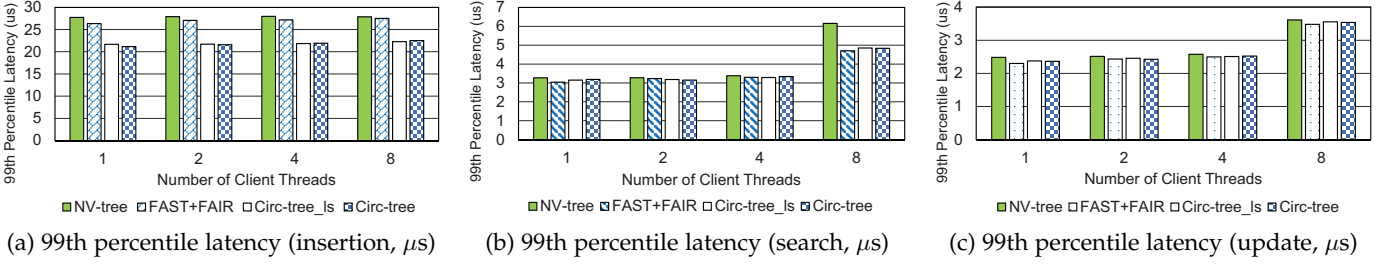 99th Percentile Latency (us)
30
25
20
15
10
5
0
1 2 4 8
Number of Client Threads
NV-tree FAST+FAIR Circ-tree_ls Circ-tree
(a) 99th percentile latency (insertion, μs)
99th Percentile Latency (us)
7
6
5
4
3
2
1
0
1 2 4 8
Number of Client Threads
NV-tree FAST+FAIR Circ-tree_ls Circ-tree
(b) 99th percentile latency (search, μs)
99th Percentile Latency (us)
4
3
2
1
0
1 2 4 8
Number of Client Threads
NV-tree FAST+FAIR Circ-tree_ls Circ-tree
(c) 99th percentile latency (update, μs)